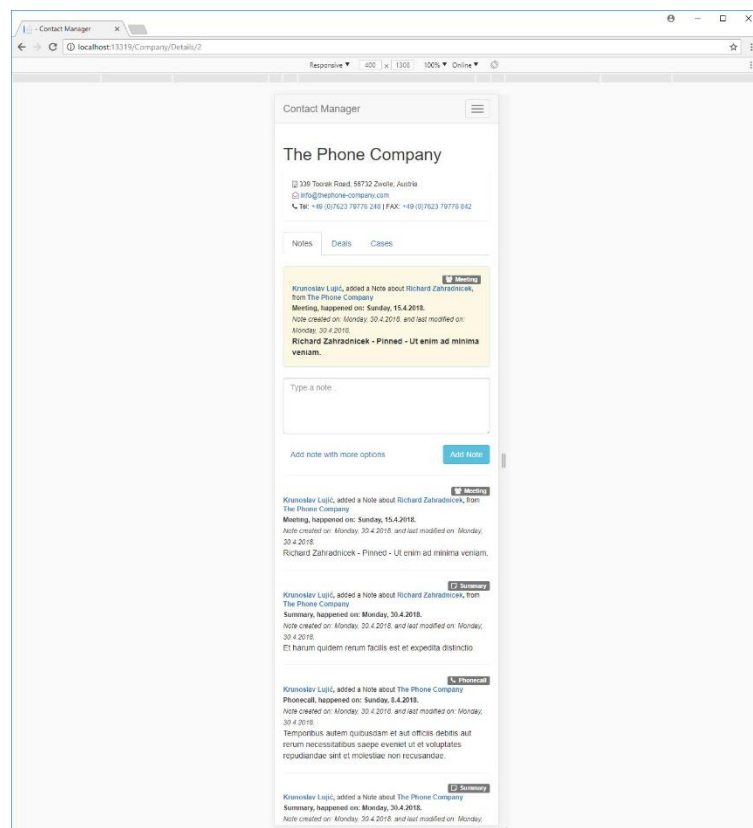 - Contact Manager
localhost:13319/Company/Details/2
Responsive ▼ 400 x 1300 100% ▼ Online ▼
Contact Manager
The Phone Company
339 Toorak Road, 56732 Zwolle, Austria
info@thephone-company.com
Tel: +49 (0)7623 79776 248 | FAX: +49 (0)7623 79776 842
Notes Deals Cases
Meeting
Krunoslav Lujić, added a Note about Richard Zahradnicek,
from The Phone Company
Meeting, happened on: Sunday, 15.4.2018.
Note created on: Monday, 30.4.2018. and last modified on:
Monday, 30.4.2018.
Richard Zahradnicek - Pinned - Ut enim ad minima
veniam.
Type a note
Add note with more options Add Note
Meeting
Krunoslav Lujić, added a Note about Richard Zahradnicek, from
The Phone Company
Meeting, happened on: Sunday, 15.4.2018.
Note created on: Monday, 30.4.2018. and last modified on: Monday,
30.4.2018.
Richard Zahradnicek - Pinned - Ut enim ad minima veniam.
Summary
Krunoslav Lujić, added a Note about Richard Zahradnicek, from
The Phone Company
Summary, happened on: Monday, 30.4.2018.
Note created on: Monday, 30.4.2018. and last modified on: Monday,
30.4.2018.
Et harum quidem rerum facilis est et expedita distinctio
Phonecall
Krunoslav Lujić, added a Note about The Phone Company
Phonecall, happened on: Sunday, 8.4.2018.
Note created on: Monday, 30.4.2018. and last modified on: Monday,
30.4.2018.
Temporibus autem quibusdam et aut officiis debitis aut
rerum necessitatibus saepe eveniet ut et voluptates
repudiandae sint et molestiae non recusandae.
Summary
Krunoslav Lujić, added a Note about The Phone Company
Summary, happened on: Monday, 30.4.2018.
Note created on: Monday, 30.4.2018. and last modified on: Monday,